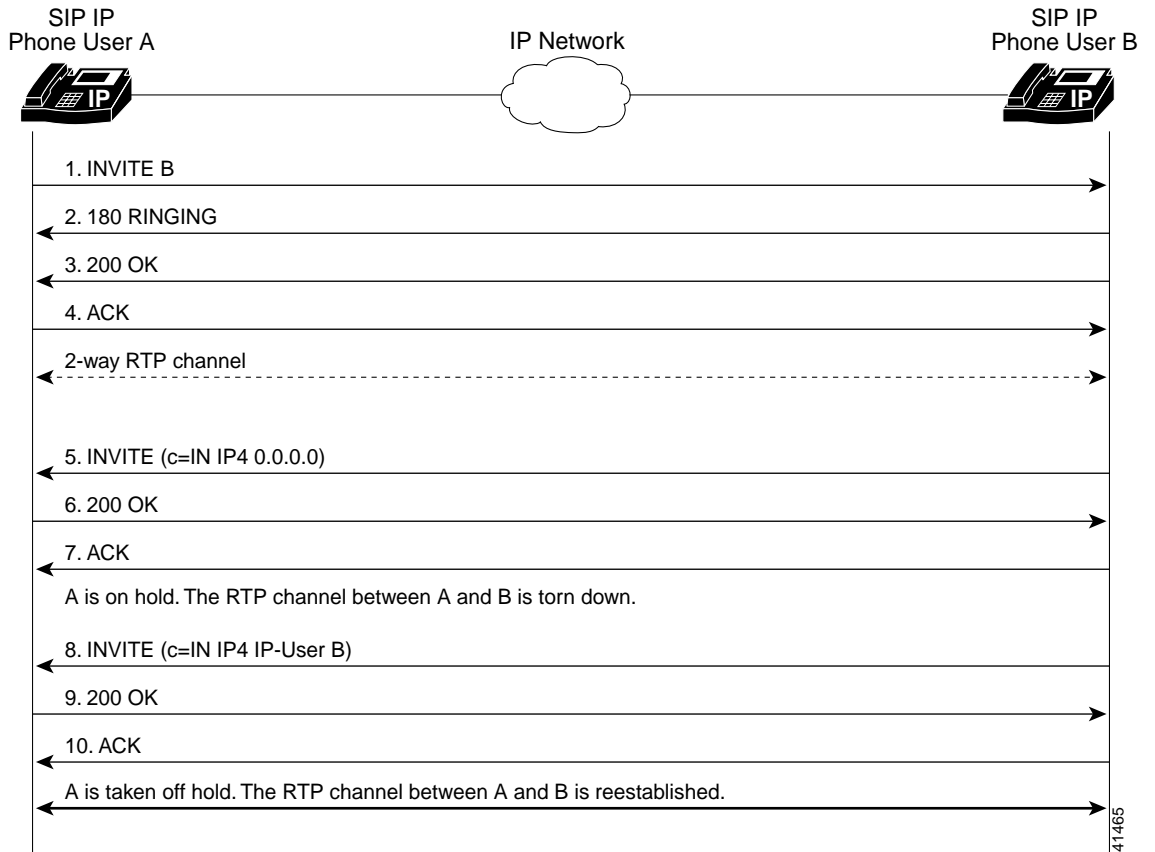 SIP IP
Phone User A
IP Network
SIP IP
Phone User B
IP
IP
1. INVITE B
2. 180 RINGING
3. 200 OK
4. ACK
2-way RTP channel
5. INVITE (c=IN IP4 0.0.0.0)
6. 200 OK
7. ACK
A is on hold. The RTP channel between A and B is torn down.
8. INVITE (c=IN IP4 IP-User B)
9. 200 OK
10. ACK
A is taken off hold. The RTP channel between A and B is reestablished.
41465